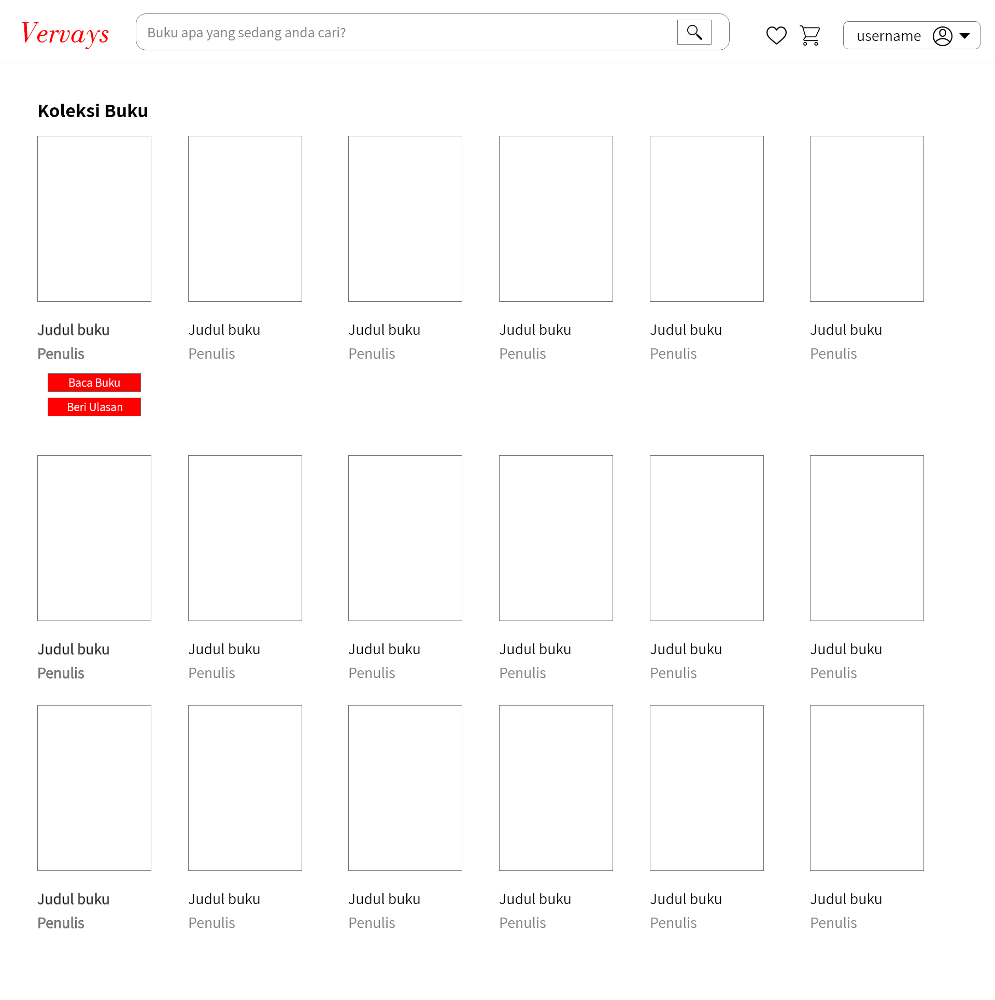 Vervays
Buku apa yang sedang anda cari?
username
Koleksi Buku
Judul buku Judul buku Judul buku Judul buku Judul buku Judul buku
Penulis Penulis Penulis Penulis Penulis Penulis
Baca Buku
Beri Ulasan
Judul buku Judul buku Judul buku Judul buku Judul buku Judul buku
Penulis Penulis Penulis Penulis Penulis Penulis
Judul buku Judul buku Judul buku Judul buku Judul buku Judul buku
Penulis Penulis Penulis Penulis Penulis Penulis